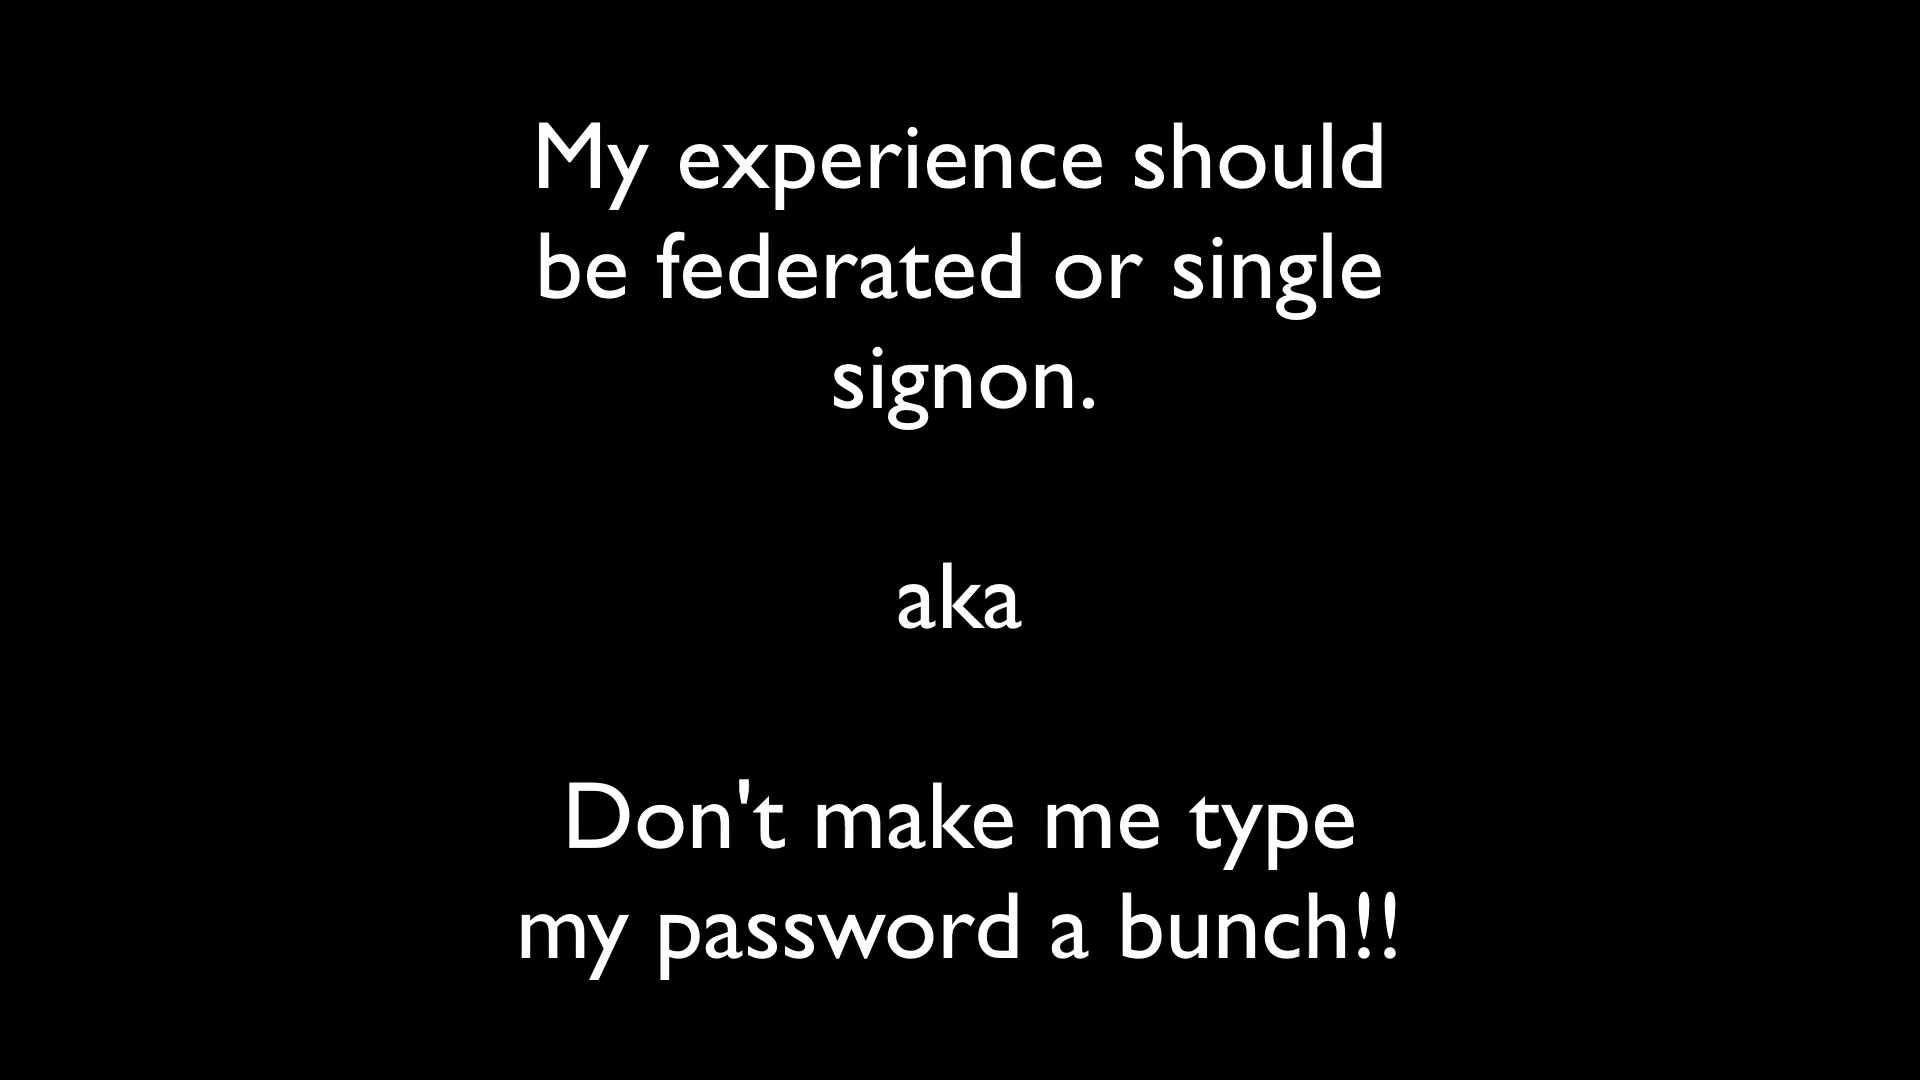 My experience should
be federated or single
signon.
aka
Don't make me type
my password a bunch!!